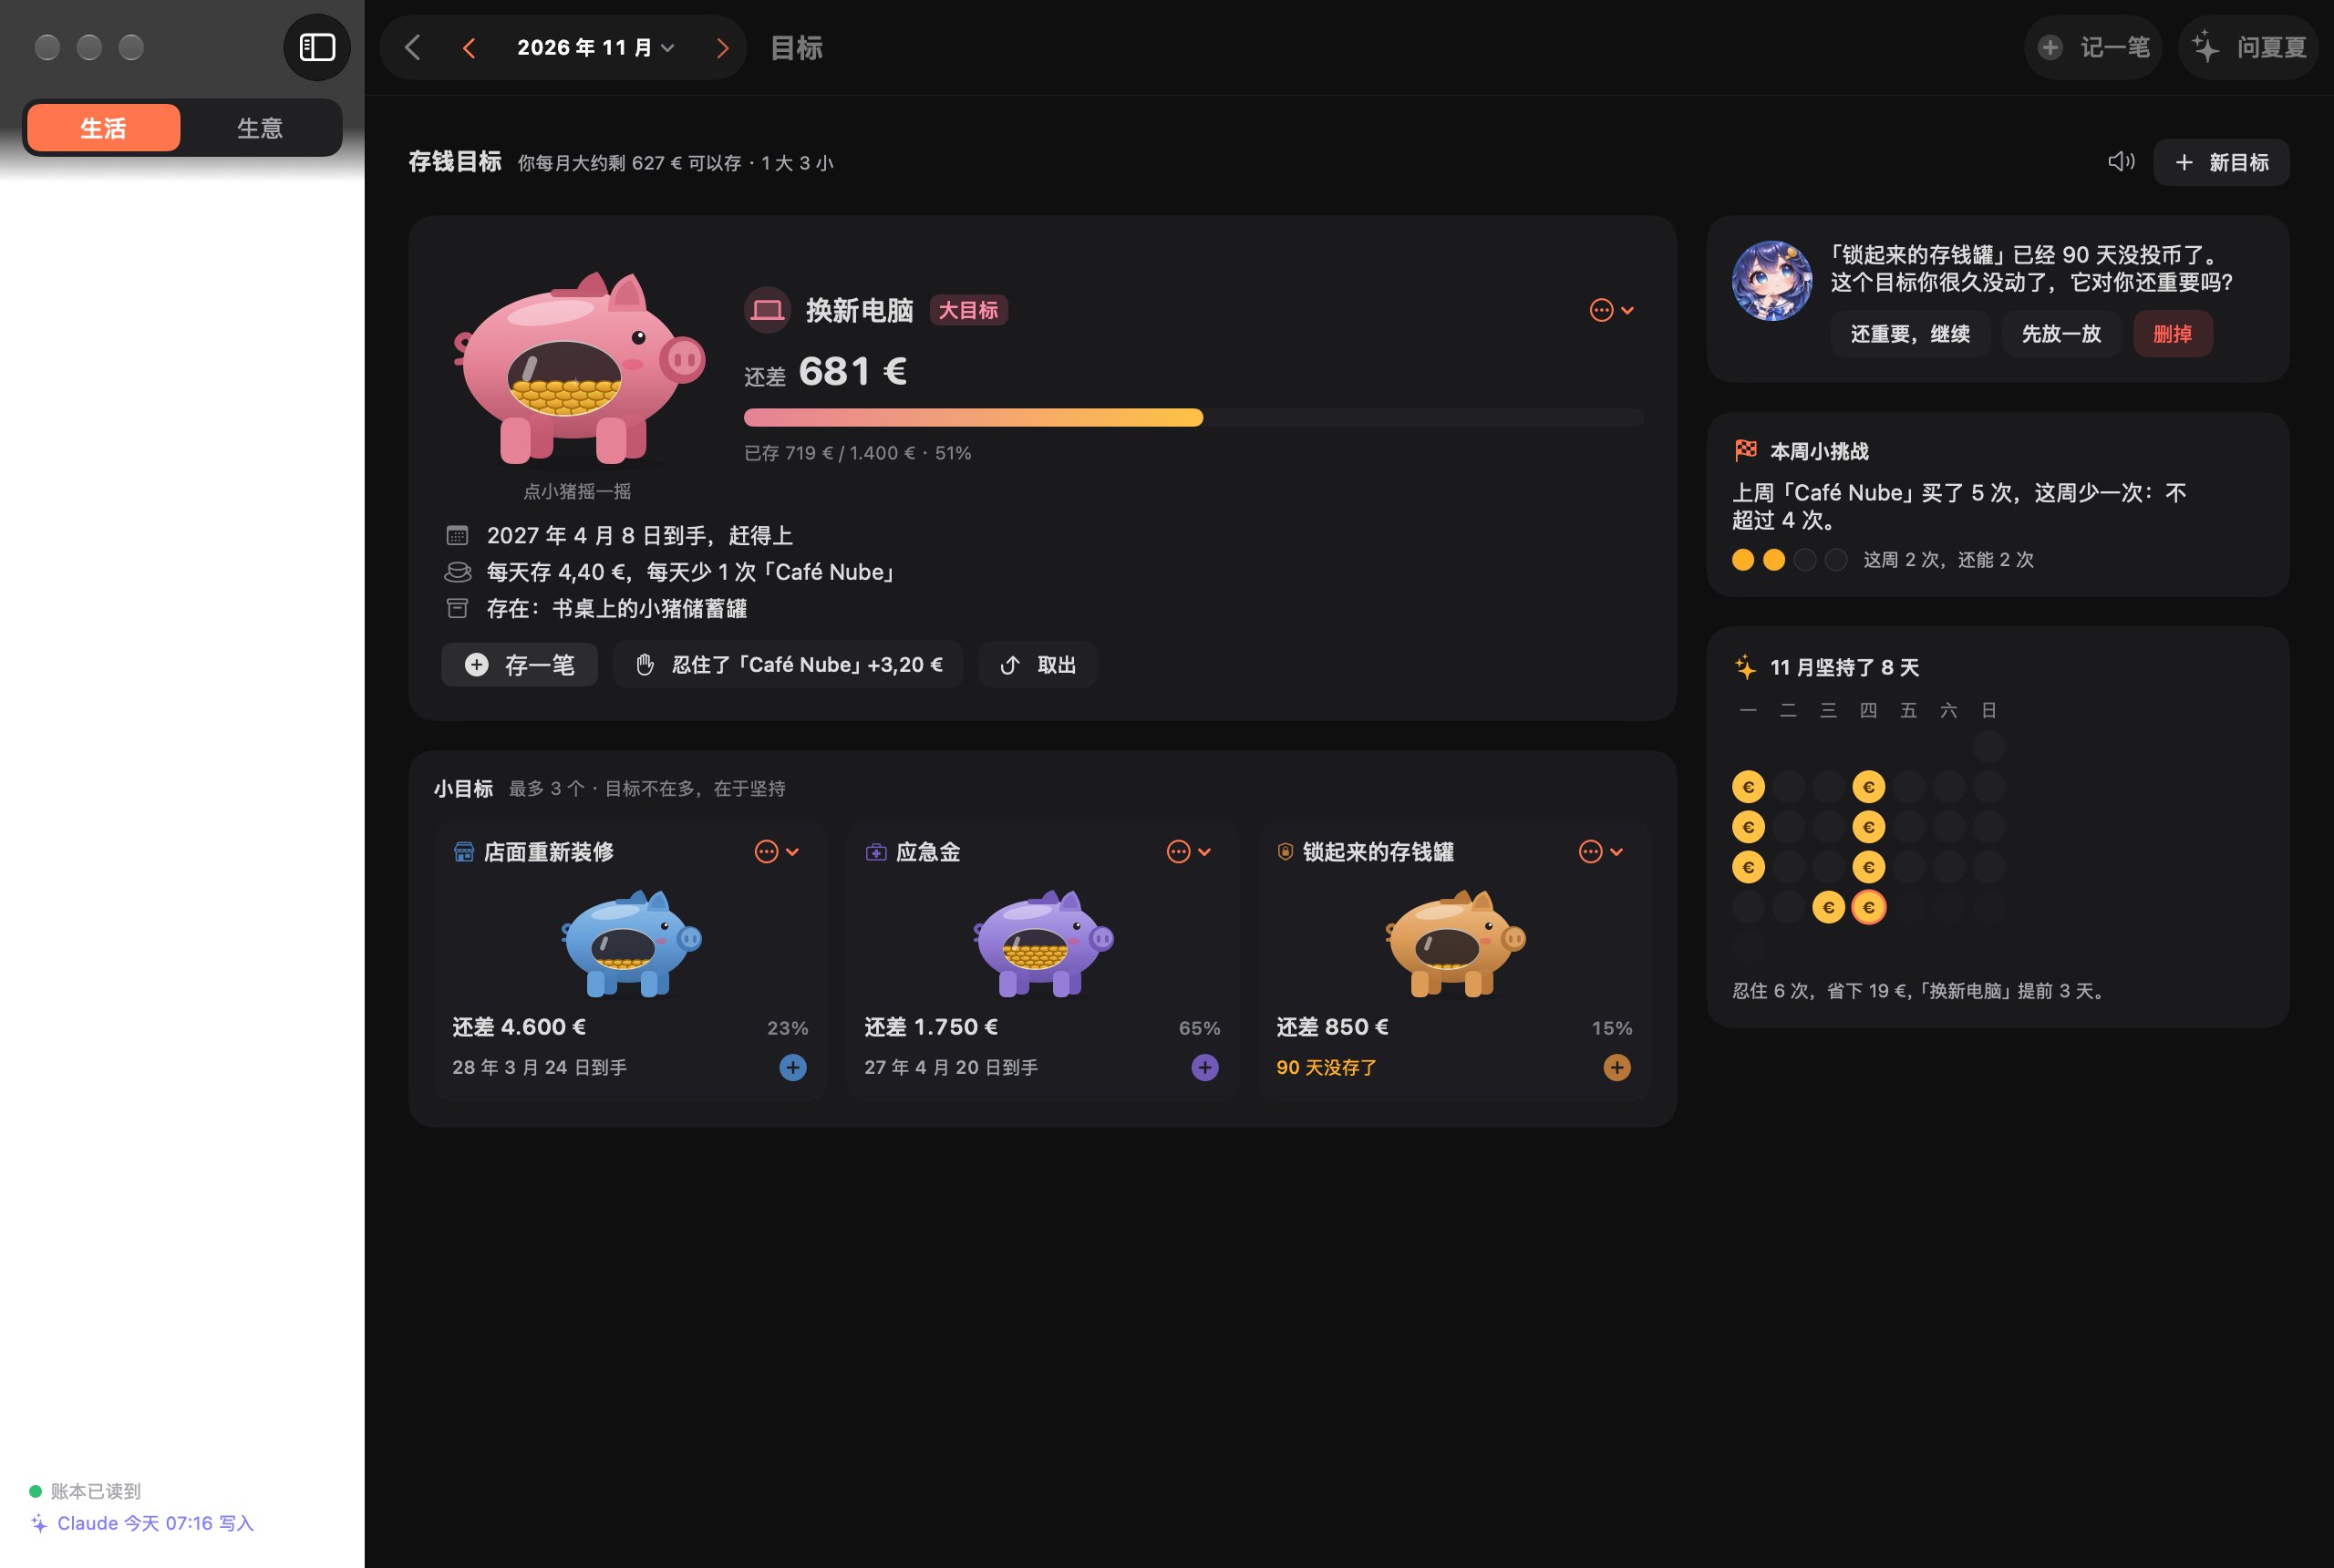 生活
生意
账本已读到
Claude 今天 07:16 写入
2026 年 11 月
目标
记一笔
问夏夏
存钱目标 你每月大约剩 627 € 可以存 · 1 大 3 小
新目标
换新电脑 大目标
还差 681 €
已存 719 € / 1.400 € · 51%
点小猪摇一摇
2027 年 4 月 8 日到手，赶得上
每天存 4,40 €，每天少 1 次「Café Nube」
存在：书桌上的小猪储蓄罐
存一笔
忍住了「Café Nube」+3,20 €
取出
小目标 最多 3 个 · 目标不在多，在于坚持
店面重新装修
还差 4.600 € 23%
28 年 3 月 24 日到手
应急金
还差 1.750 € 65%
27 年 4 月 20 日到手
锁起来的存钱罐
还差 850 € 15%
90 天没存了
「锁起来的存钱罐」已经 90 天没投币了。
这个目标你很久没动了，它对你还重要吗？
还重要，继续
先放一放
删掉
本周小挑战
上周「Café Nube」买了 5 次，这周少一次：不
超过 4 次。
这周 2 次，还能 2 次
11 月坚持了 8 天
一 二 三 四 五 六 日
€ €
€ €
€ €
€ €
忍住 6 次，省下 19 €，「换新电脑」提前 3 天。